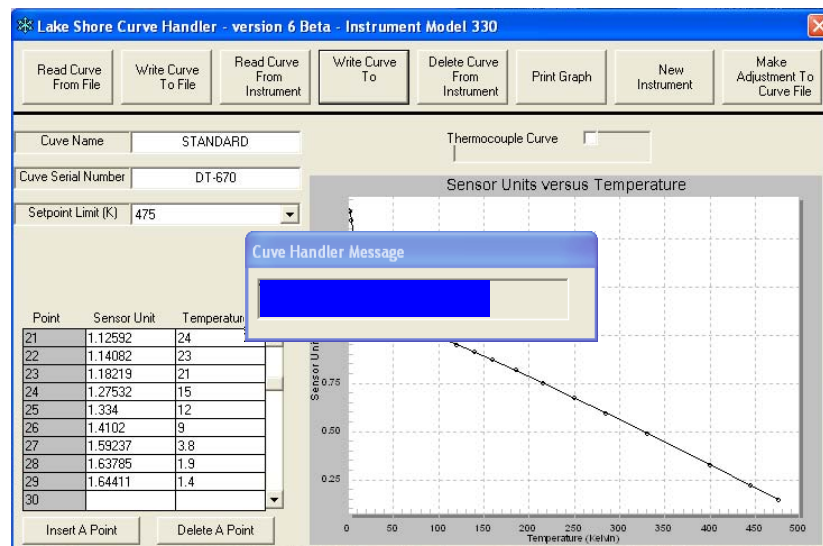 Lake Shore Curve Handler - version 6 Beta - Instrument Model 330
Read Curve
From File
Write Curve
To File
Read Curve
From
Instrument
Write Curve
To
Delete Curve
From
Instrument
Print Graph
New
Instrument
Make
Adjustment To
Curve File
Cuve Name
STANDARD
Thermocouple Curve
Cuve Serial Number
DT-670
Setpoint Limit (K)
475
Sensor Units versus Temperature
Cuve Handler Message
Point Sensor Unit Temperatur
21 1.12592 24
22 1.14082 23
23 1.18219 21
24 1.27532 15
25 1.334 12
26 1.4102 9
27 1.59237 3.8
28 1.63785 1.9
29 1.64411 1.4
30
Sensor Unit
0.75
0.50
0.25
0 50 100 150 200 250 300 350 400 450 500
Temperature (Kelvin)
Insert A Point
Delete A Point